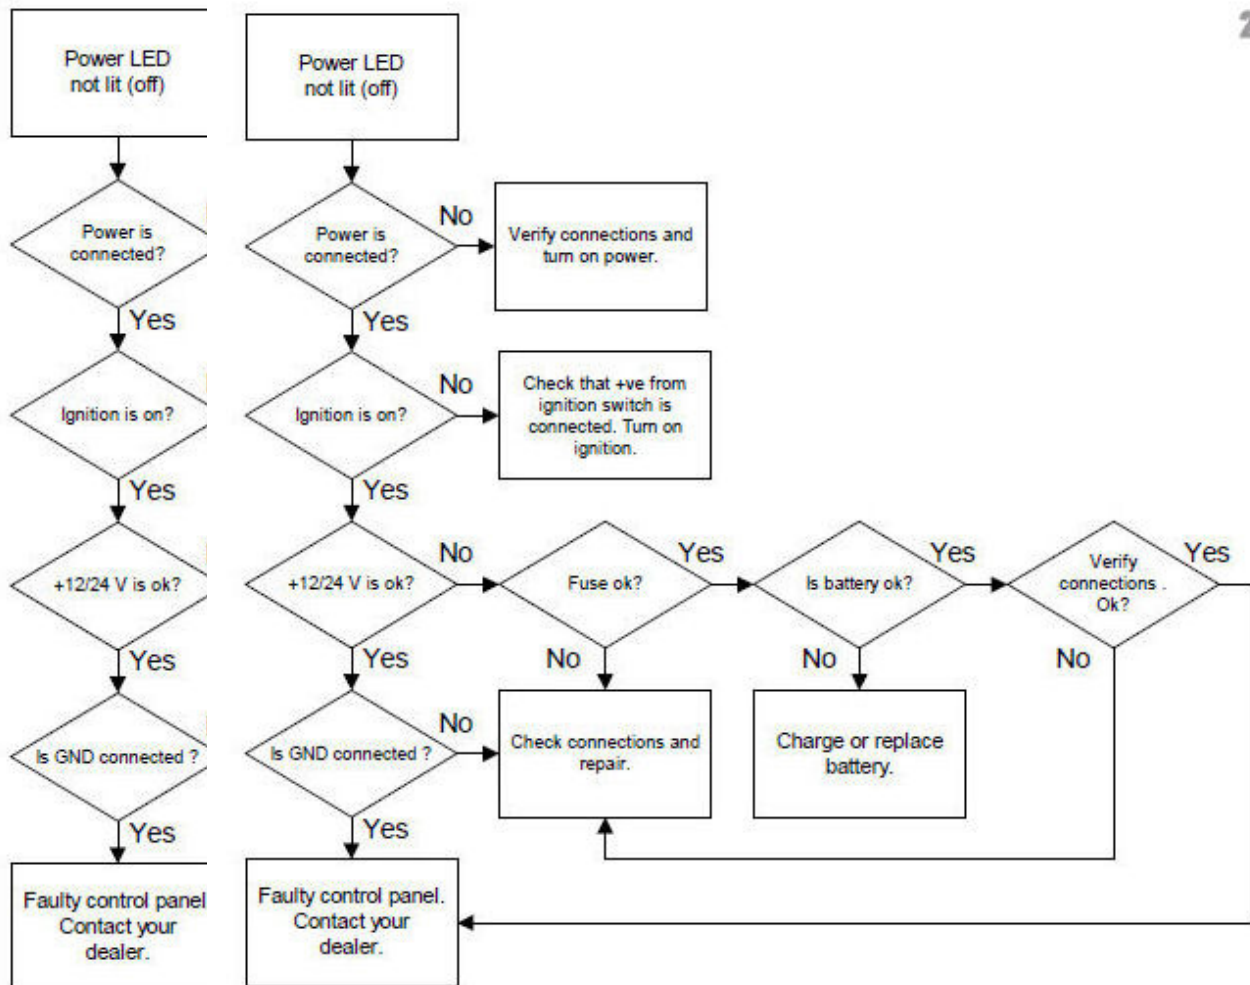 Power LED
not lit (off)
Power is
connected?
Yes
Ignition is on?
Yes
+12/24 V is ok?
Yes
Is GND connected ?
Yes
Faulty control panel
Contact your
dealer.
Power LED
not lit (off)
Power is
connected?
No
Verify connections and
turn on power.
Yes
Ignition is on?
No
Check that +ve from
ignition switch is
connected. Turn on
ignition.
Yes
+12/24 V is ok?
No
Fuse ok?
Yes
Is battery ok?
Yes
Verify
connections .
Ok?
Yes
Yes
No
No
No
Is GND connected ?
No
Check connections and
repair.
Charge or replace
battery.
Yes
Faulty control panel.
Contact your
dealer.